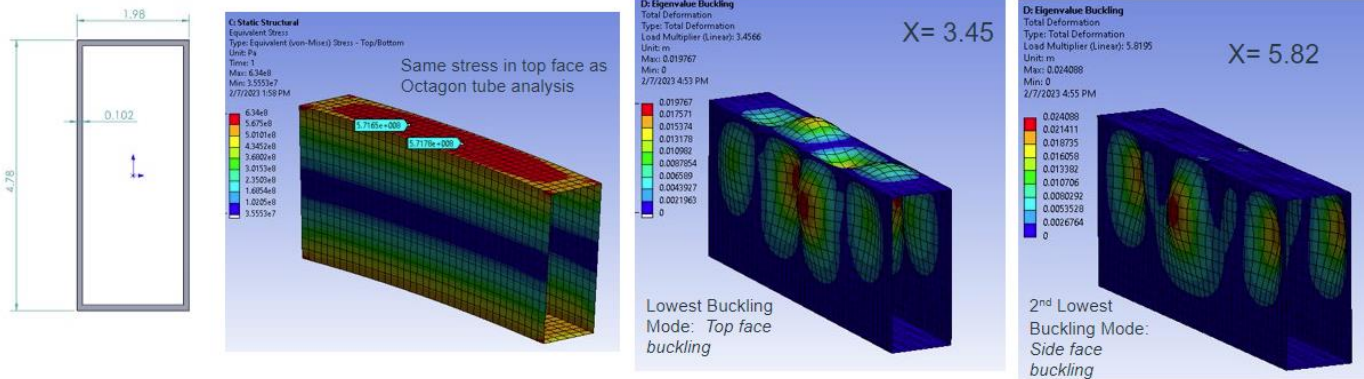 1.98
0.102
4.78
C: Static Structural
Equivalent Stress
Type: Equivalent (von-Mises) Stress - Top/Bottom
Unit: Pa
Time: 1
Max: 6.34e8
Min: 3.5553e7
2/7/2023 1:58 PM
6.34e8
5.675e8
5.0101e8
4.3452e8
3.6802e8
3.0153e8
2.3503e8
1.6854e8
1.0205e8
3.5553e7
Same stress in top face as
Octagon tube analysis
5.7165e+008
5.7178e+008
D: Eigenvalue Buckling
Total Deformation
Type: Total Deformation
Load Multiplier (Linear): 3.4566
Unit: m
Max: 0.019767
Min: 0
2/7/2023 4:53 PM
X= 3.45
0.019767
0.017571
0.015374
0.013178
0.010982
0.0087854
0.006589
0.0043927
0.0021963
0
Lowest Buckling
Mode: Top face
buckling
D: Eigenvalue Buckling
Total Deformation
Type: Total Deformation
Load Multiplier (Linear): 5.8195
Unit: m
Max: 0.024088
Min: 0
2/7/2023 4:55 PM
X= 5.82
0.024088
0.021411
0.018735
0.016058
0.013382
0.010706
0.0080292
0.0053528
0.0026764
0
2nd Lowest
Buckling Mode:
Side face
buckling